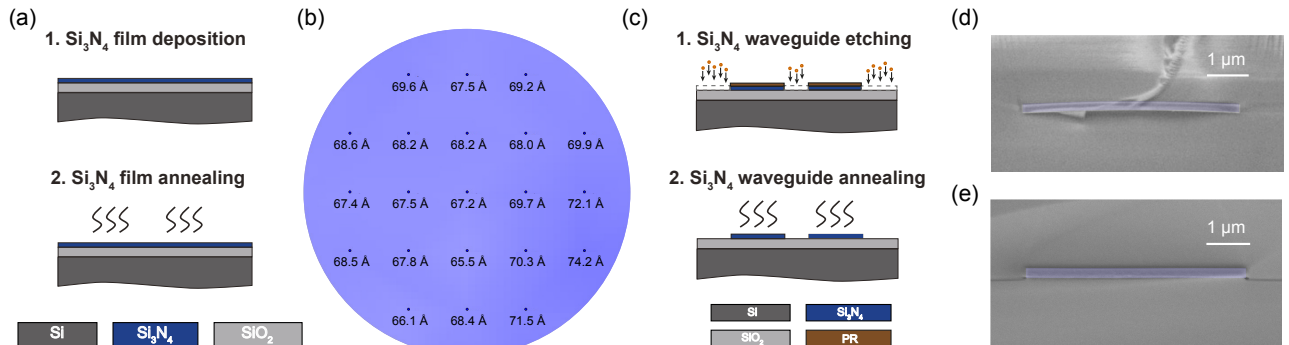 (a)
1. Si₃N₄ film deposition
2. Si₃N₄ film annealing
Si Si₃N₄ SiO₂
(b)
69.6 Å 67.5 Å 69.2 Å
68.6 Å 68.2 Å 68.2 Å 68.0 Å 69.9 Å
67.4 Å 67.5 Å 67.2 Å 69.7 Å 72.1 Å
68.5 Å 67.8 Å 65.5 Å 70.3 Å 74.2 Å
66.1 Å 68.4 Å 71.5 Å
(c)
1. Si₃N₄ waveguide etching
2. Si₃N₄ waveguide annealing
Si Si₃N₄
SiO₂ PR
(d)
1 μm
(e)
1 μm